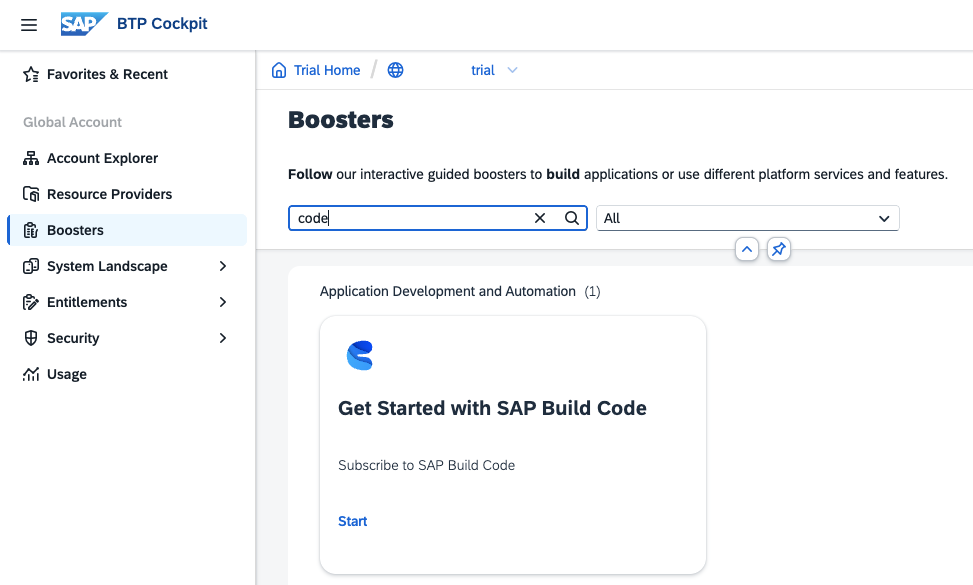 SAP BTP Cockpit
Favorites & Recent
Global Account
Account Explorer
Resource Providers
Boosters
System Landscape
Entitlements
Security
Usage
Trial Home / trial
Boosters
Follow our interactive guided boosters to build applications or use different platform services and features.
code All
Application Development and Automation (1)
Get Started with SAP Build Code
Subscribe to SAP Build Code
Start